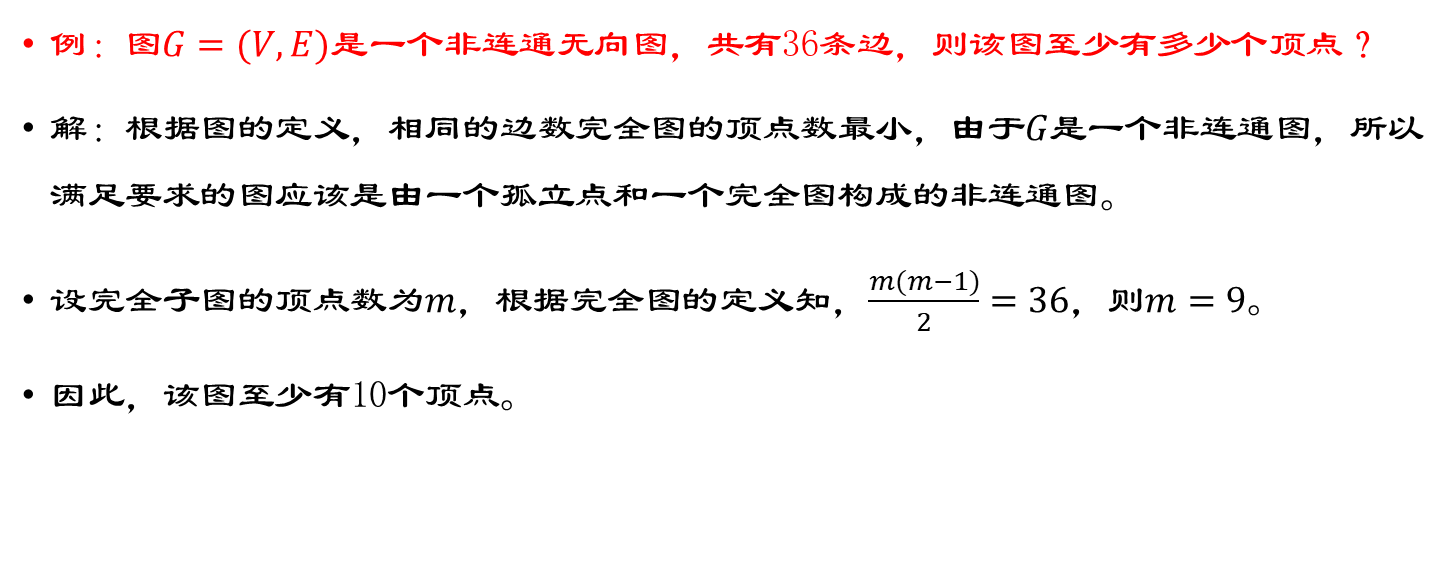 • 例：图𝐺 = (𝑉, 𝐸)是一个非连通无向图，共有36条边，则该图至少有多少个顶点？
• 解：根据图的定义，相同的边数完全图的顶点数最小，由于𝐺是一个非连通图，所以
满足要求的图应该是由一个孤立点和一个完全图构成的非连通图。
• 设完全子图的顶点数为𝑚，根据完全图的定义知，𝑚(𝑚−1)/2 = 36，则𝑚 = 9。
• 因此，该图至少有10个顶点。